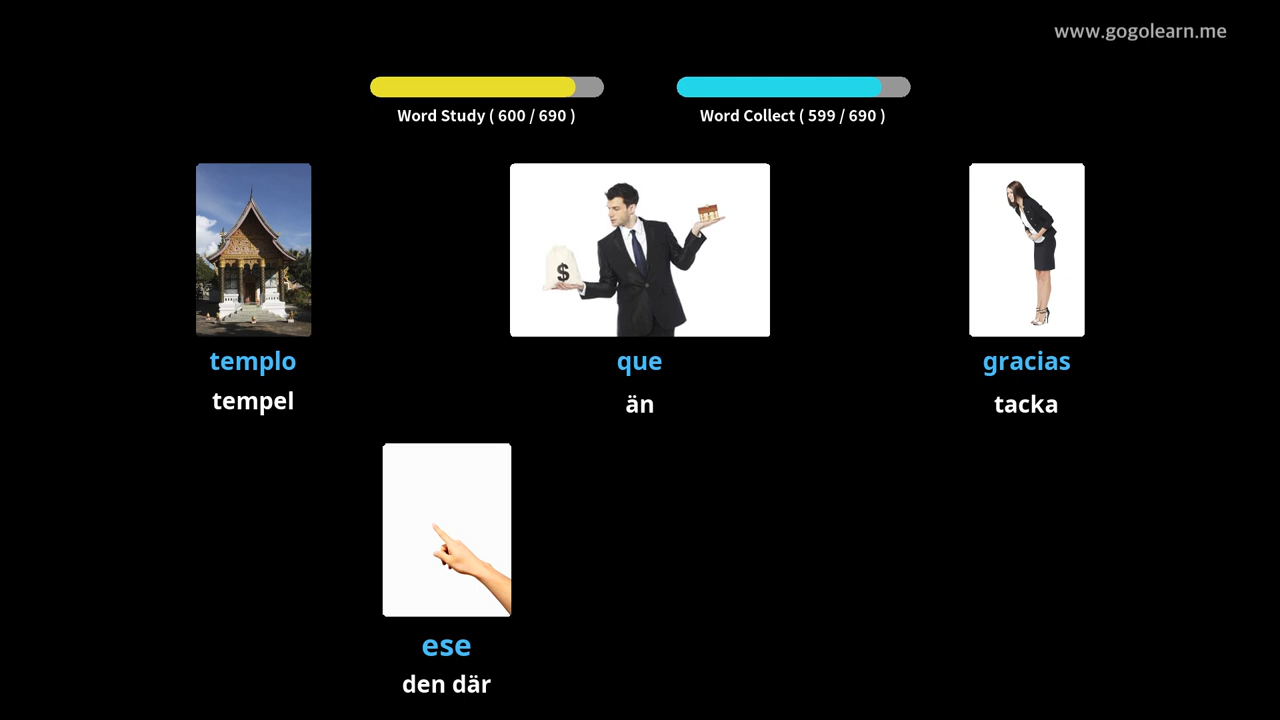 www.gogolearn.me
Word Study ( 600 / 690 )
Word Collect ( 599 / 690 )
templo
tempel
que
än
gracias
tacka
$
ese
den där